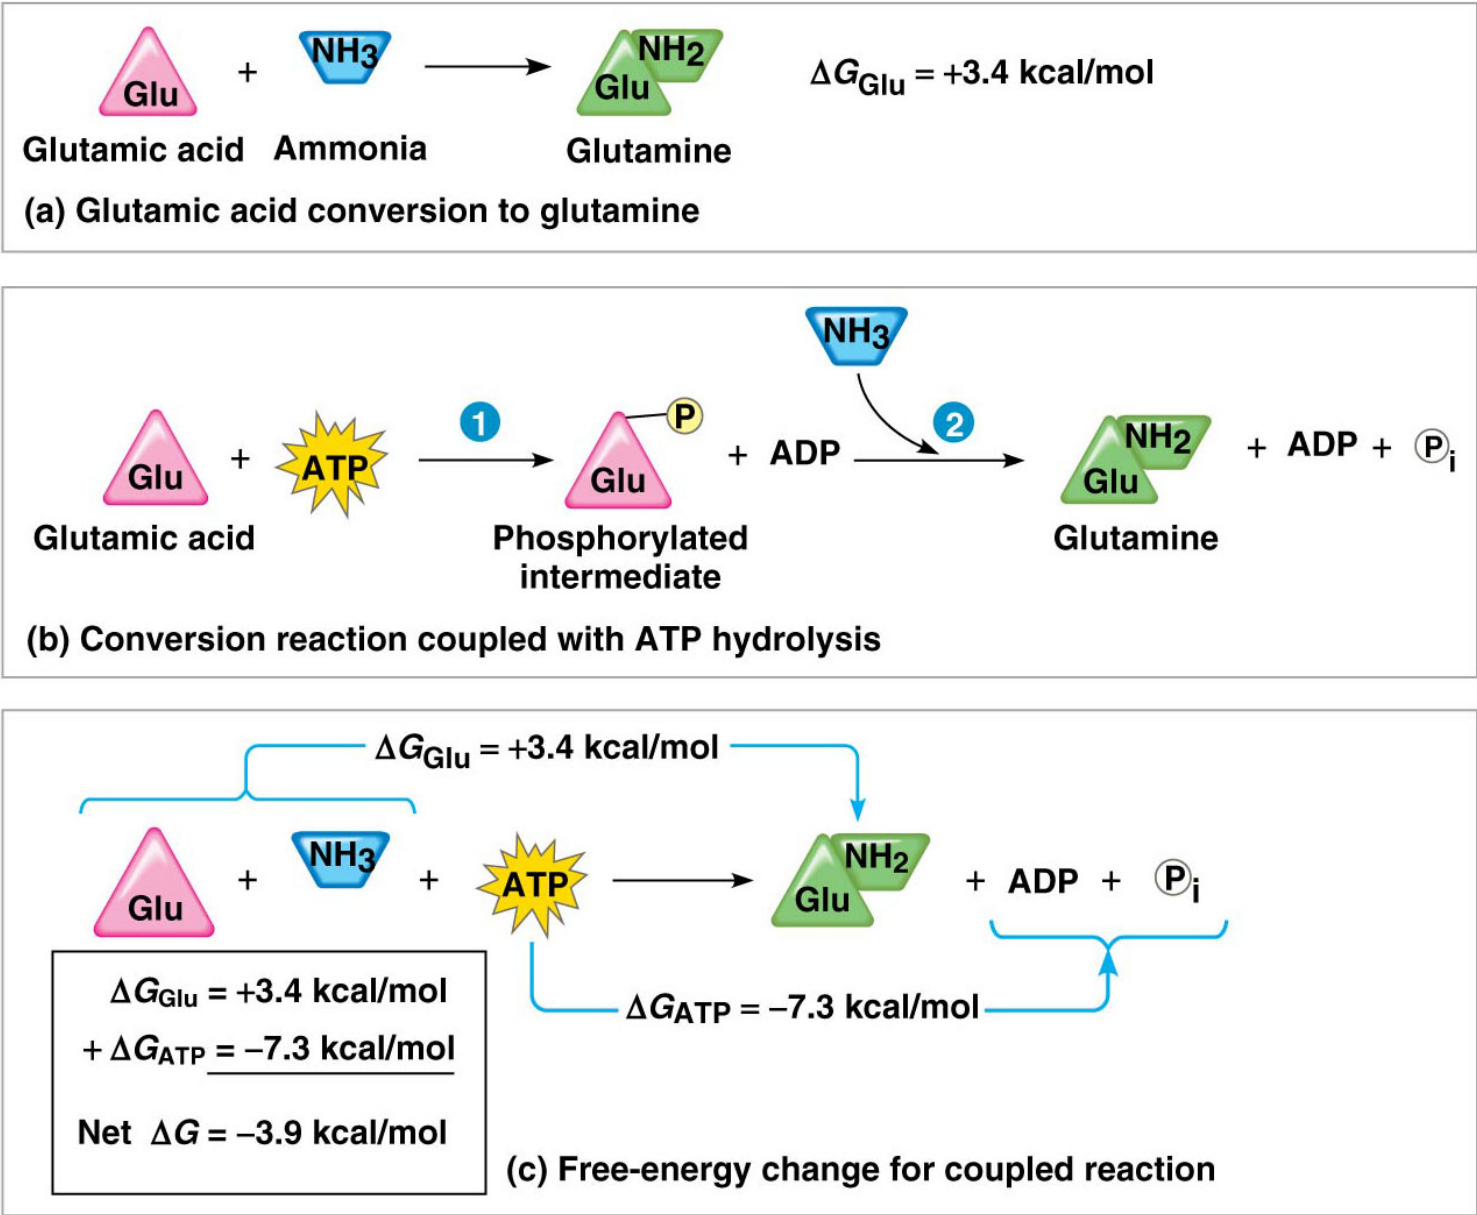 Glu + NH3 → Glu NH2 ΔGGlu = +3.4 kcal/mol
Glutamic acid Ammonia Glutamine
(a) Glutamic acid conversion to glutamine
NH3
1 P 2
Glu + ATP → Glu + ADP → Glu NH2 + ADP + Pi
Glutamic acid Phosphorylated Glutamine
intermediate
(b) Conversion reaction coupled with ATP hydrolysis
ΔGGlu = +3.4 kcal/mol
Glu + NH3 + ATP → Glu NH2 + ADP + Pi
ΔGGlu = +3.4 kcal/mol
+ ΔGATP = −7.3 kcal/mol
Net ΔG = −3.9 kcal/mol
ΔGATP = −7.3 kcal/mol
(c) Free-energy change for coupled reaction